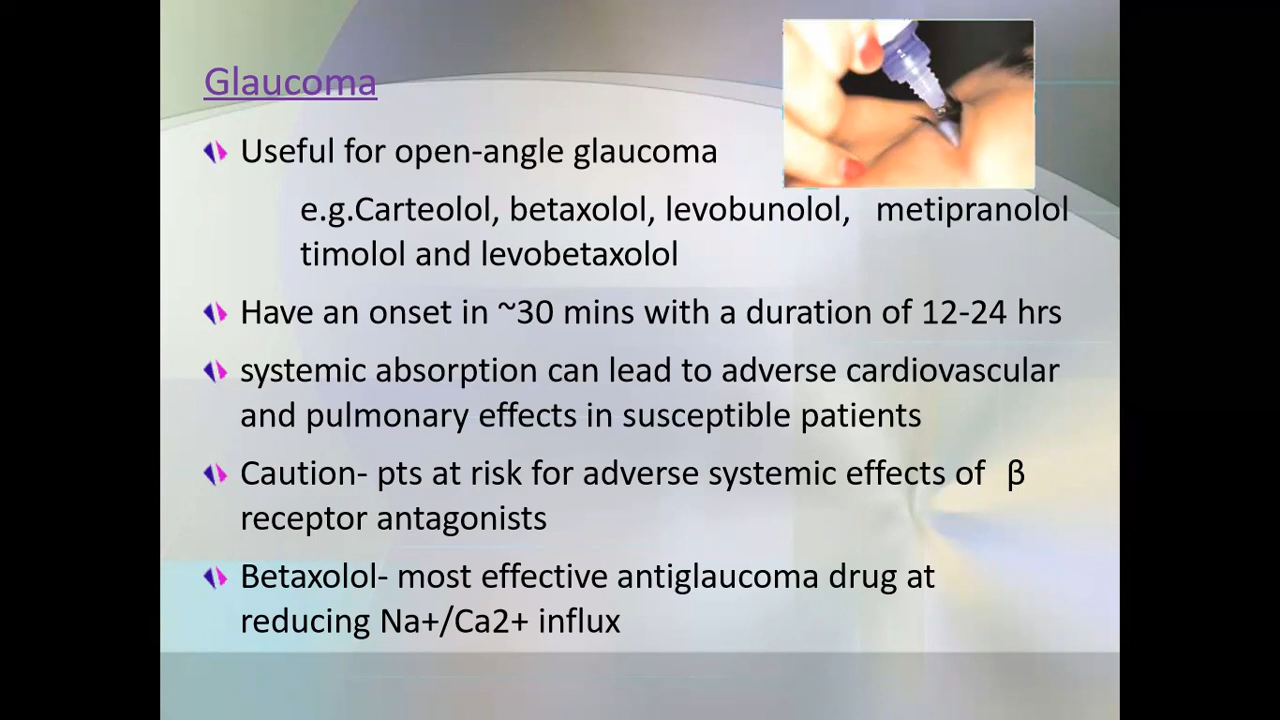 Glaucoma
Useful for open-angle glaucoma
e.g.Carteolol, betaxolol, levobunolol, metipranolol
timolol and levobetaxolol
Have an onset in ~30 mins with a duration of 12-24 hrs
systemic absorption can lead to adverse cardiovascular
and pulmonary effects in susceptible patients
Caution- pts at risk for adverse systemic effects of β
receptor antagonists
Betaxolol- most effective antiglaucoma drug at
reducing Na+/Ca2+ influx